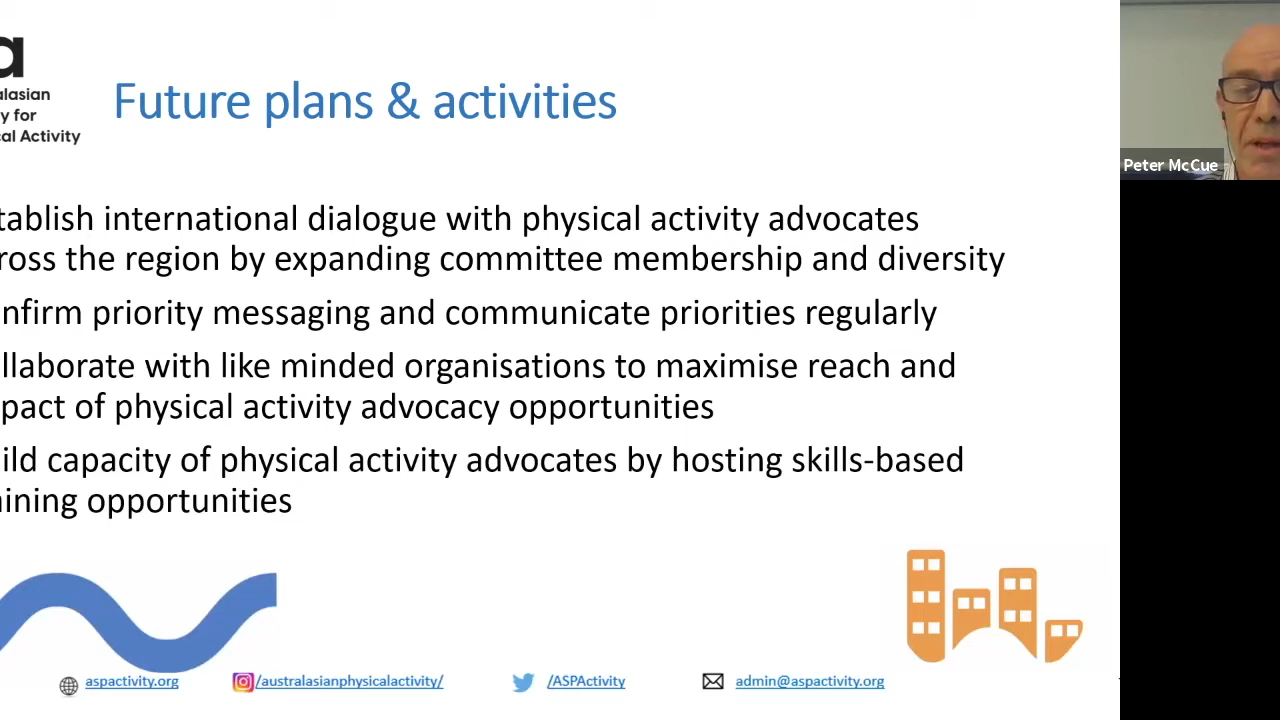 a
alasian
y for
cal Activity
Future plans & activities
Peter McCue
tablish international dialogue with physical activity advocates
ross the region by expanding committee membership and diversity
nfirm priority messaging and communicate priorities regularly
llaborate with like minded organisations to maximise reach and
pact of physical activity advocacy opportunities
ild capacity of physical activity advocates by hosting skills-based
ining opportunities
aspactivity.org
/australasianphysicalactivity/
/ASPActivity
admin@aspactivity.org